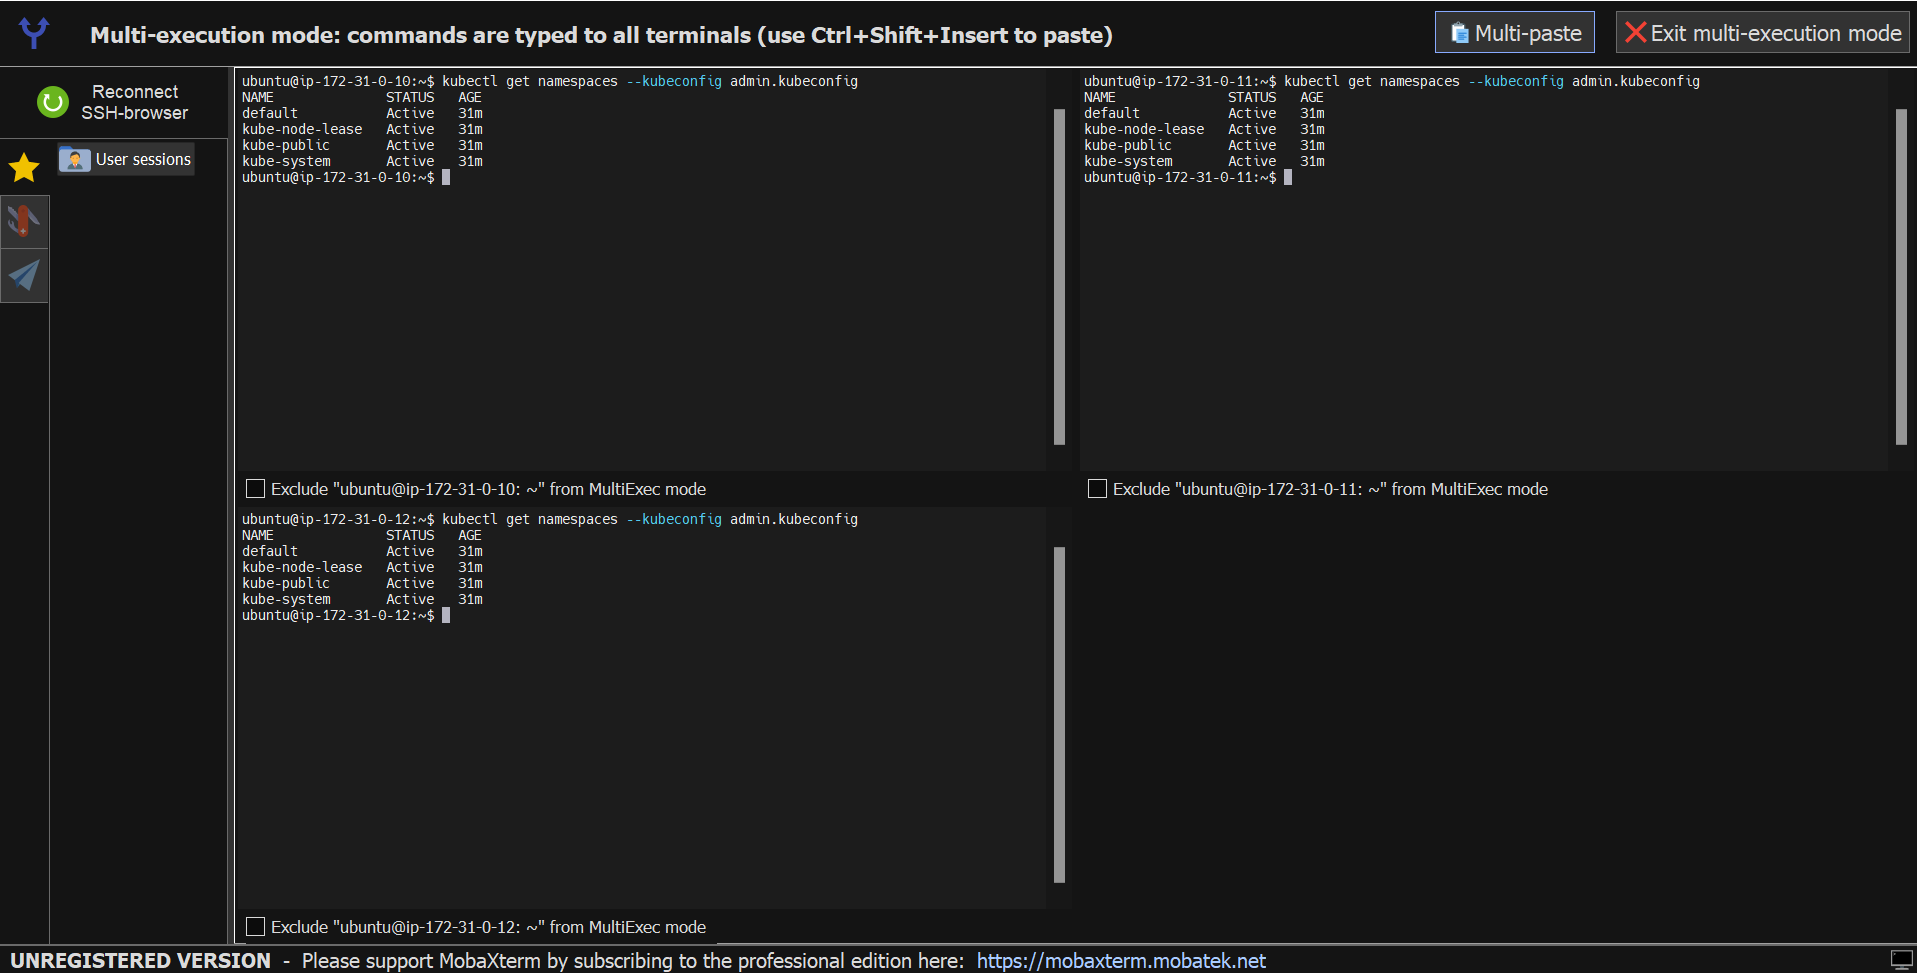 Multi-execution mode: commands are typed to all terminals (use Ctrl+Shift+Insert to paste)
Multi-paste
Exit multi-execution mode
Reconnect
SSH-browser
User sessions
ubuntu@ip-172-31-0-10:~$ kubectl get namespaces --kubeconfig admin.kubeconfig
NAME              STATUS   AGE
default           Active   31m
kube-node-lease   Active   31m
kube-public       Active   31m
kube-system       Active   31m
ubuntu@ip-172-31-0-10:~$
Exclude "ubuntu@ip-172-31-0-10: ~" from MultiExec mode
ubuntu@ip-172-31-0-11:~$ kubectl get namespaces --kubeconfig admin.kubeconfig
NAME              STATUS   AGE
default           Active   31m
kube-node-lease   Active   31m
kube-public       Active   31m
kube-system       Active   31m
ubuntu@ip-172-31-0-11:~$
Exclude "ubuntu@ip-172-31-0-11: ~" from MultiExec mode
ubuntu@ip-172-31-0-12:~$ kubectl get namespaces --kubeconfig admin.kubeconfig
NAME              STATUS   AGE
default           Active   31m
kube-node-lease   Active   31m
kube-public       Active   31m
kube-system       Active   31m
ubuntu@ip-172-31-0-12:~$
Exclude "ubuntu@ip-172-31-0-12: ~" from MultiExec mode
UNREGISTERED VERSION - Please support MobaXterm by subscribing to the professional edition here: https://mobaxterm.mobatek.net